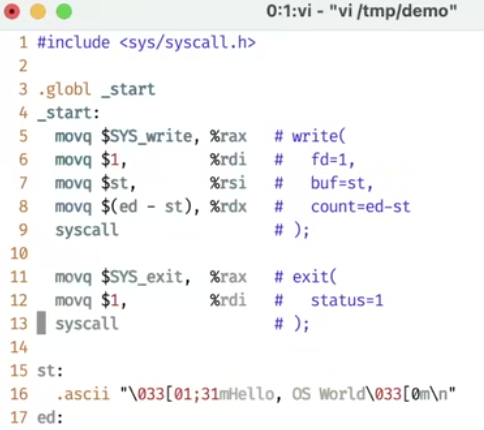 0:1:vi - "vi /tmp/demo"
1 #include <sys/syscall.h>
2
3 .globl _start
4 _start:
5   movq $SYS_write, %rax   # write(
6   movq $1,         %rdi   #   fd=1,
7   movq $st,        %rsi   #   buf=st,
8   movq $(ed - st), %rdx   #   count=ed-st
9   syscall                 # );
10
11   movq $SYS_exit,  %rax   # exit(
12   movq $1,         %rdi   #   status=1
13   syscall                 # );
14
15 st:
16   .ascii "\033[01;31mHello, OS World\033[0m\n"
17 ed: